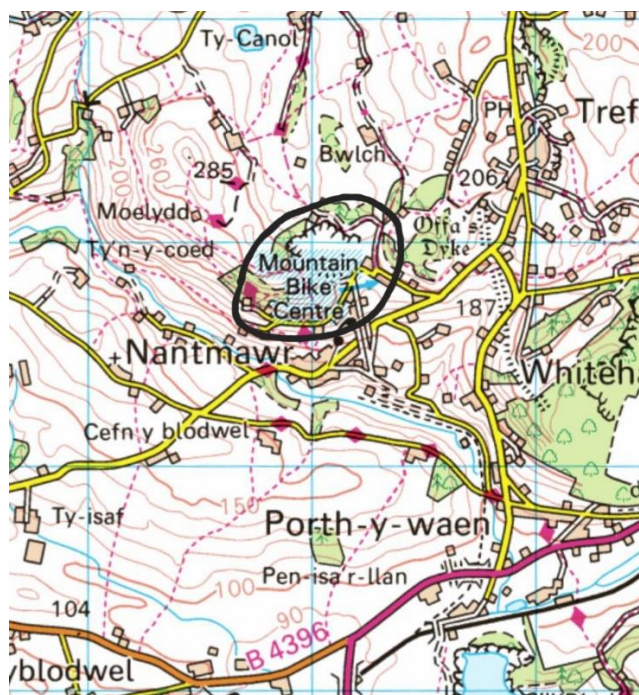 Ty-Canol
200
PH
Tref
Bwlch
260
200
285
206
Moelydd
Offa's
Dyke
Ty'n-y-coed
Mountain
Bike
Centre
187
Nantmawr
Whiteh
Cefn y blodwel
150
Ty-isaf
Porth-y-waen
Pen-isa'r-llan
100
104
90
B 4396
yblodwel